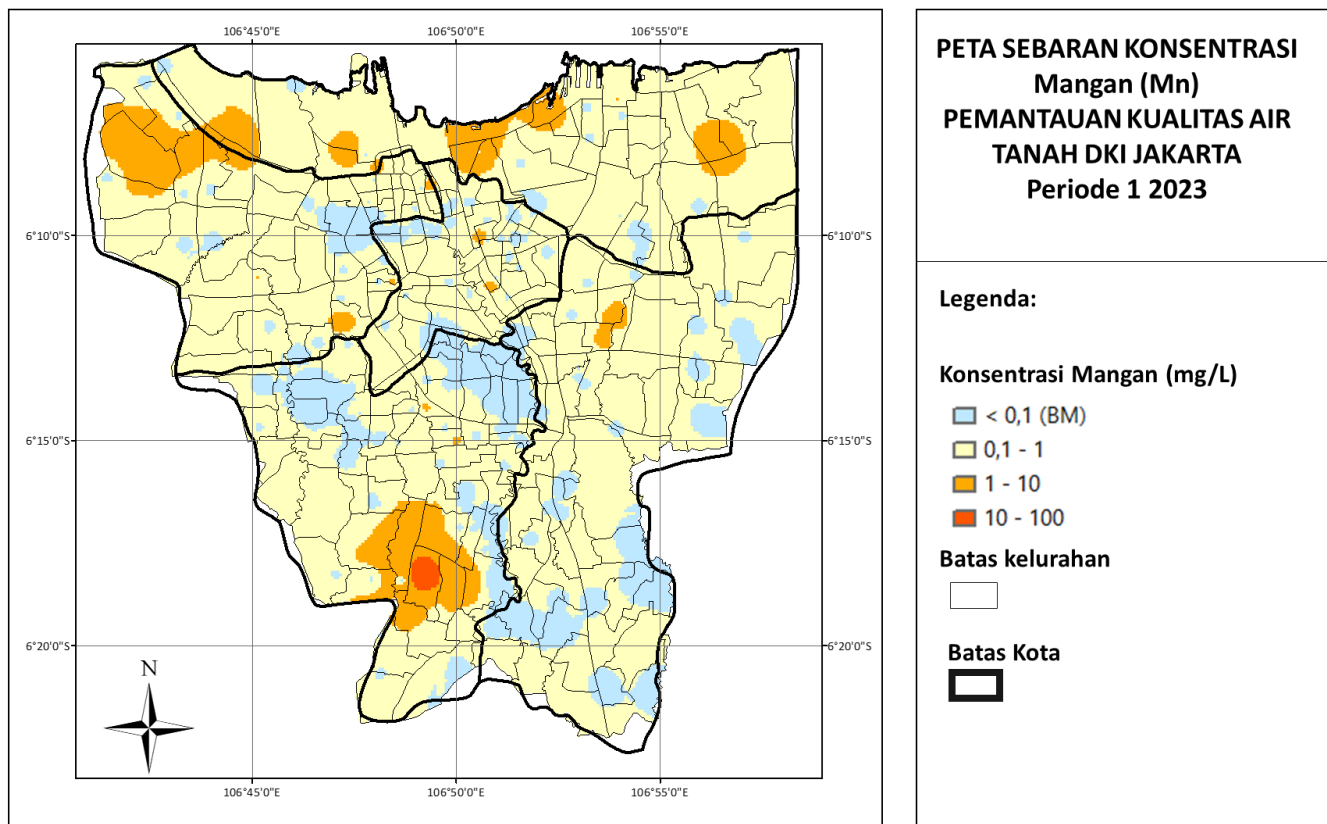 106°45'0"E
106°50'0"E
106°55'0"E
6°10'0"S
6°10'0"S
6°15'0"S
6°15'0"S
6°20'0"S
6°20'0"S
N
106°45'0"E
106°50'0"E
106°55'0"E
PETA SEBARAN KONSENTRASI
Mangan (Mn)
PEMANTAUAN KUALITAS AIR
TANAH DKI JAKARTA
Periode 1 2023
Legenda:
Konsentrasi Mangan (mg/L)
< 0,1 (BM)
0,1 - 1
1 - 10
10 - 100
Batas kelurahan
Batas Kota